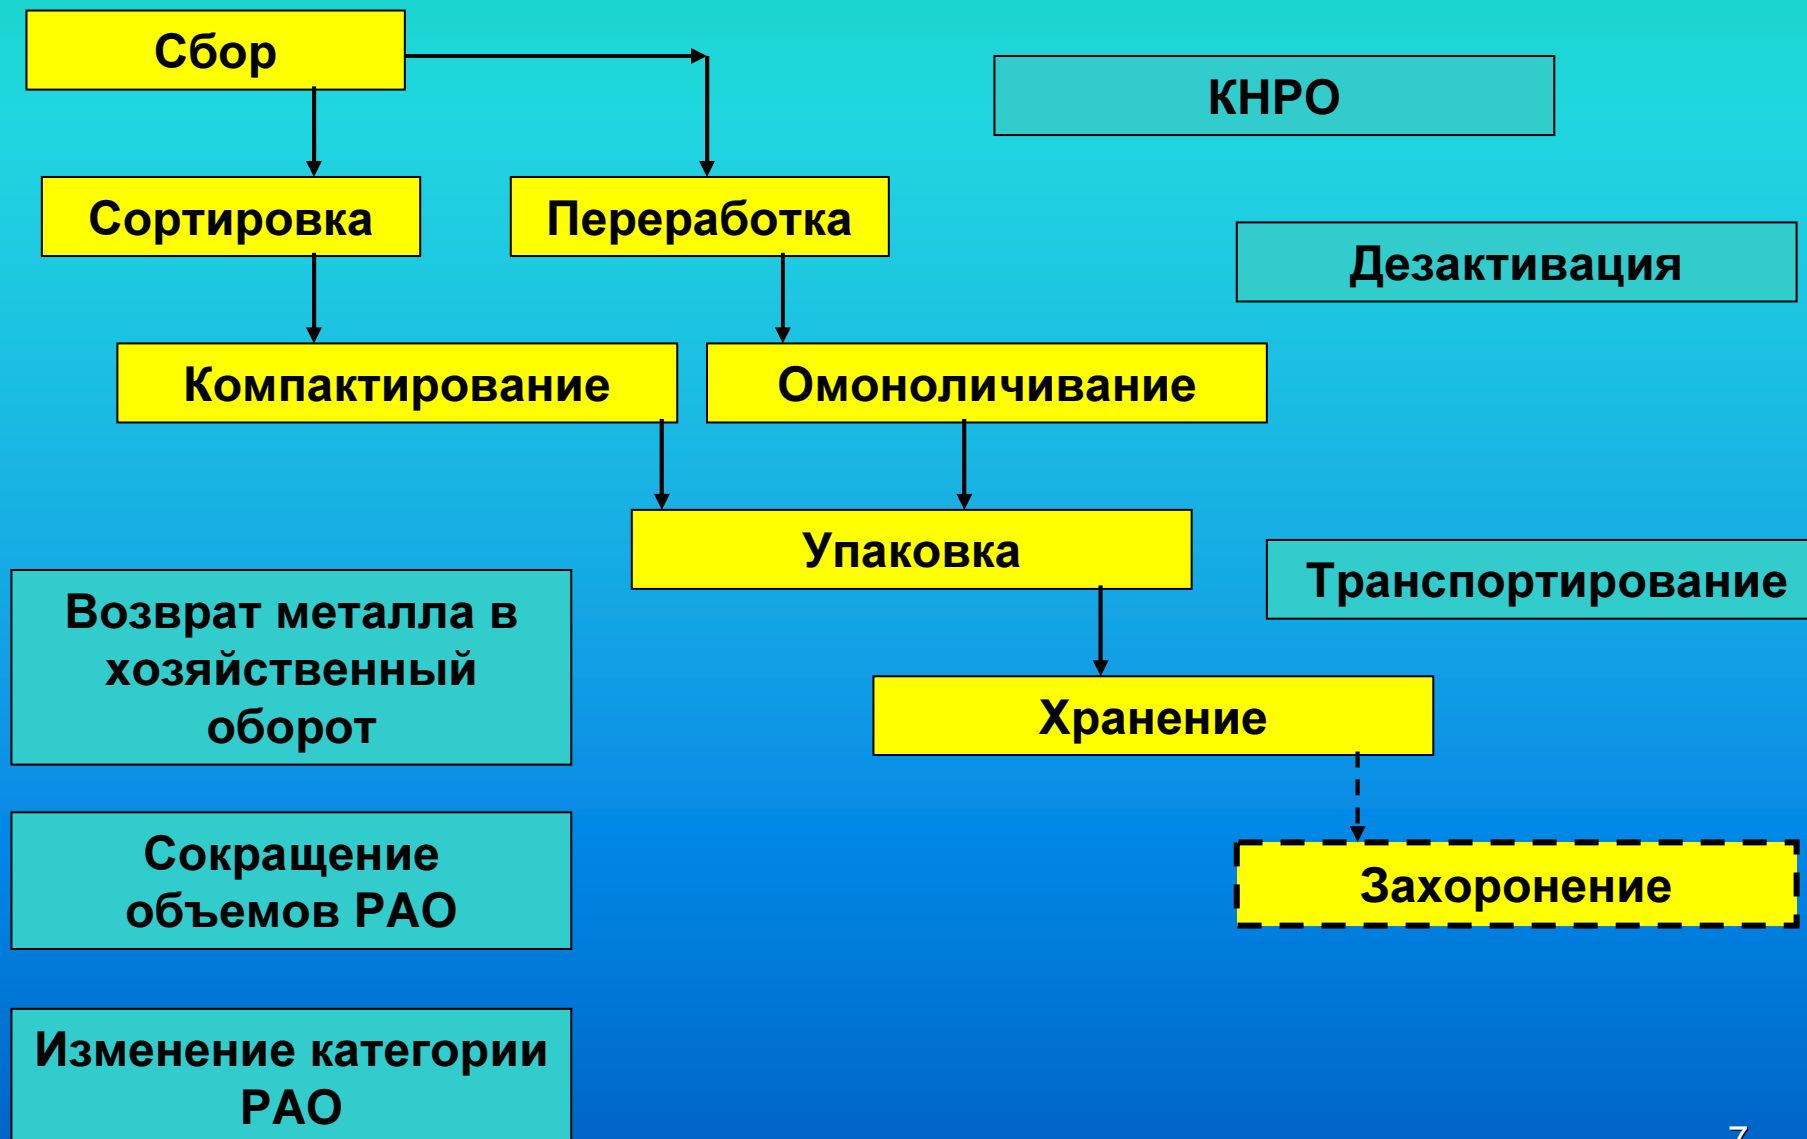 Сбор
КНРО
Сортировка
Переработка
Дезактивация
Компактирование
Омоноличивание
Упаковка
Транспортирование
Возврат металла в
хозяйственный
оборот
Хранение
Сокращение
объемов РАО
Захоронение
Изменение категории
РАО
7